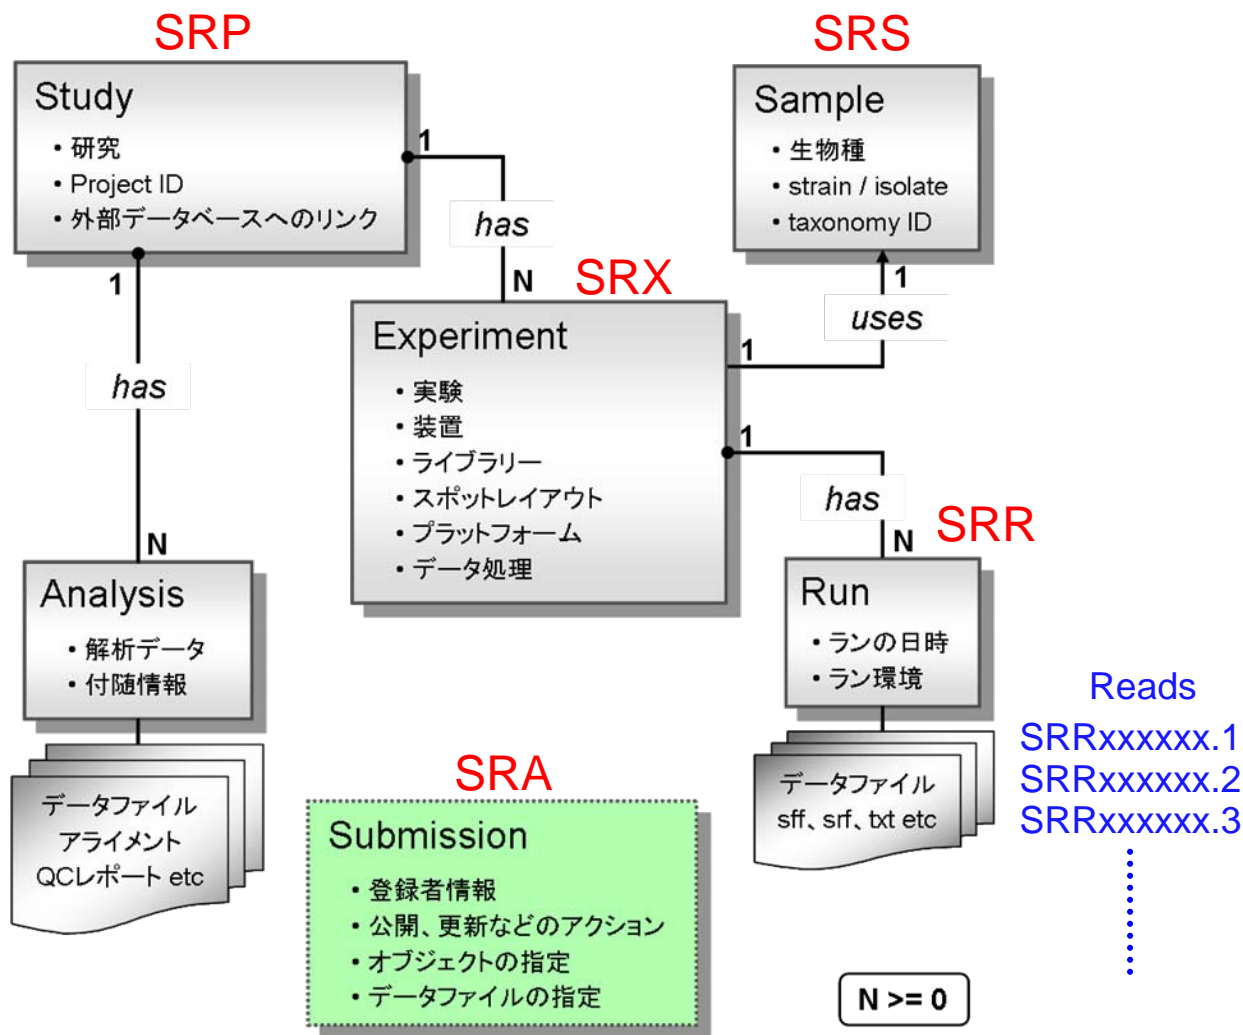 SRP
Study
・研究
・Project ID
・外部データベースへのリンク
1
has
N
1
has
N
SRS
Sample
・生物種
・strain / isolate
・taxonomy ID
1
uses
1
SRX
Experiment
・実験
・装置
・ライブラリー
・スポットレイアウト
・プラットフォーム
・データ処理
1
has
N
SRR
Run
・ランの日時
・ラン環境
データファイル
sff、srf、txt etc
Reads
SRRxxxxxx.1
SRRxxxxxx.2
SRRxxxxxx.3
Analysis
・解析データ
・付随情報
データファイル
アライメント
QCレポート etc
SRA
Submission
・登録者情報
・公開、更新などのアクション
・オブジェクトの指定
・データファイルの指定
N >= 0